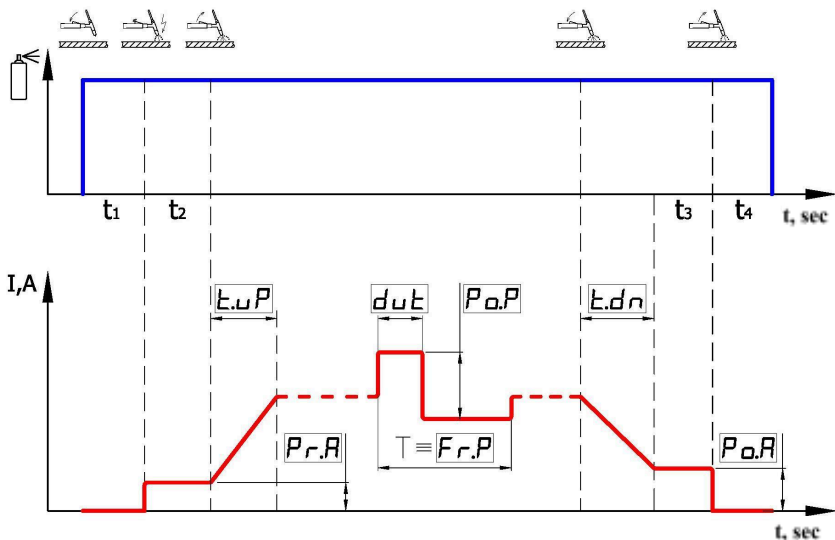 t1 t2 t3 t4
t, sec
I,A
t.uP dut Po.P t.dn
Pr.A T ≡ Fr.P Po.A
t, sec